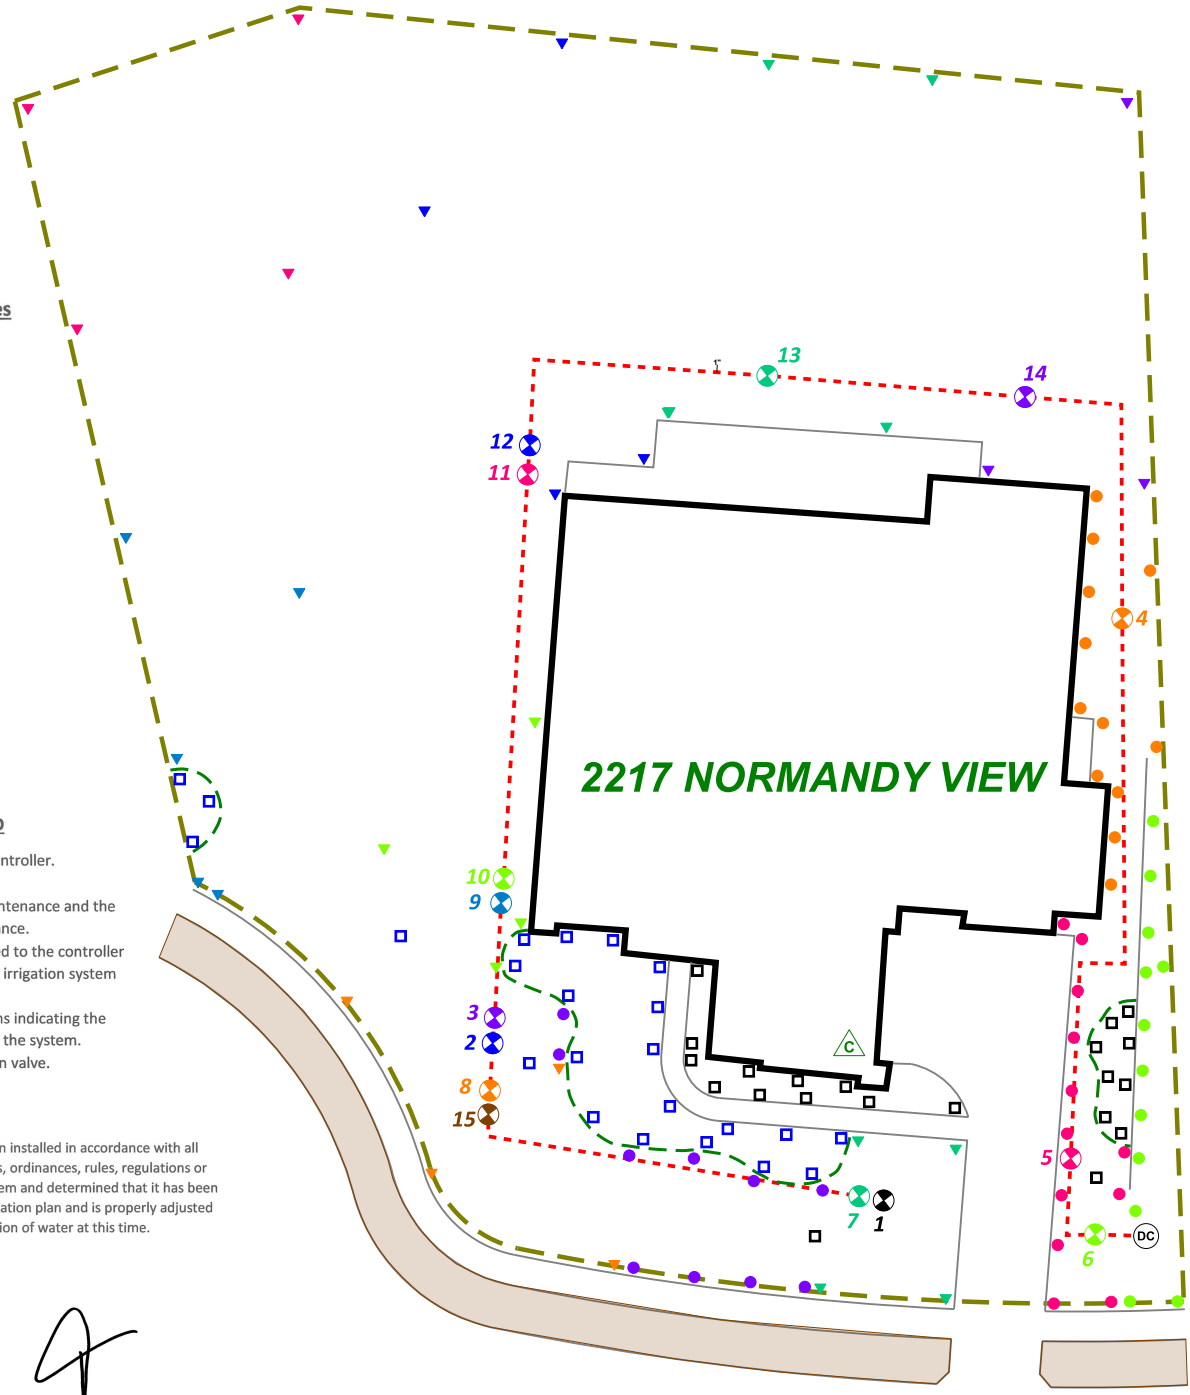 es
13
14
12
11
4
2217 NORMANDY VIEW
ntroller.
10
9
ntenance and the
ance.
ed to the controller
irrigation system
3
ns indicating the
2
the system.
C
n valve.
8
15
n installed in accordance with all
s, ordinances, rules, regulations or
5
em and determined that it has been
ation plan and is properly adjusted
tion of water at this time.
7
1
DC
6